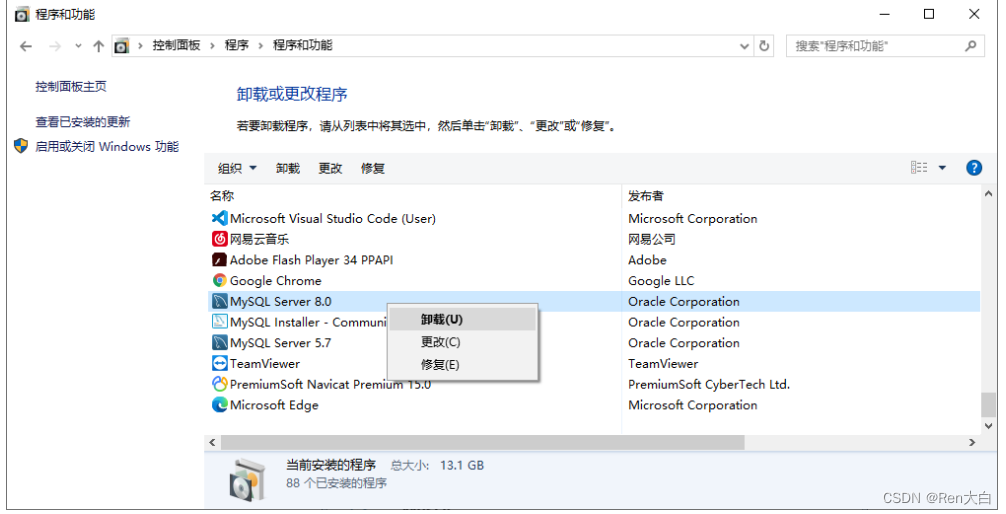 程序和功能
控制面板 › 程序 › 程序和功能
搜索"程序和功能"
控制面板主页
查看已安装的更新
启用或关闭 Windows 功能
卸载或更改程序
若要卸载程序，请从列表中将其选中，然后单击"卸载"、"更改"或"修复"。
组织 卸载 更改 修复
名称 发布者
Microsoft Visual Studio Code (User) Microsoft Corporation
网易云音乐 网易公司
Adobe Flash Player 34 PPAPI Adobe
Google Chrome Google LLC
MySQL Server 8.0 Oracle Corporation
MySQL Installer - Communi Oracle Corporation
MySQL Server 5.7 Oracle Corporation
TeamViewer TeamViewer
PremiumSoft Navicat Premium 15.0 PremiumSoft CyberTech Ltd.
Microsoft Edge Microsoft Corporation
卸载(U)
更改(C)
修复(E)
当前安装的程序 总大小: 13.1 GB
88 个已安装的程序
CSDN @Ren大白